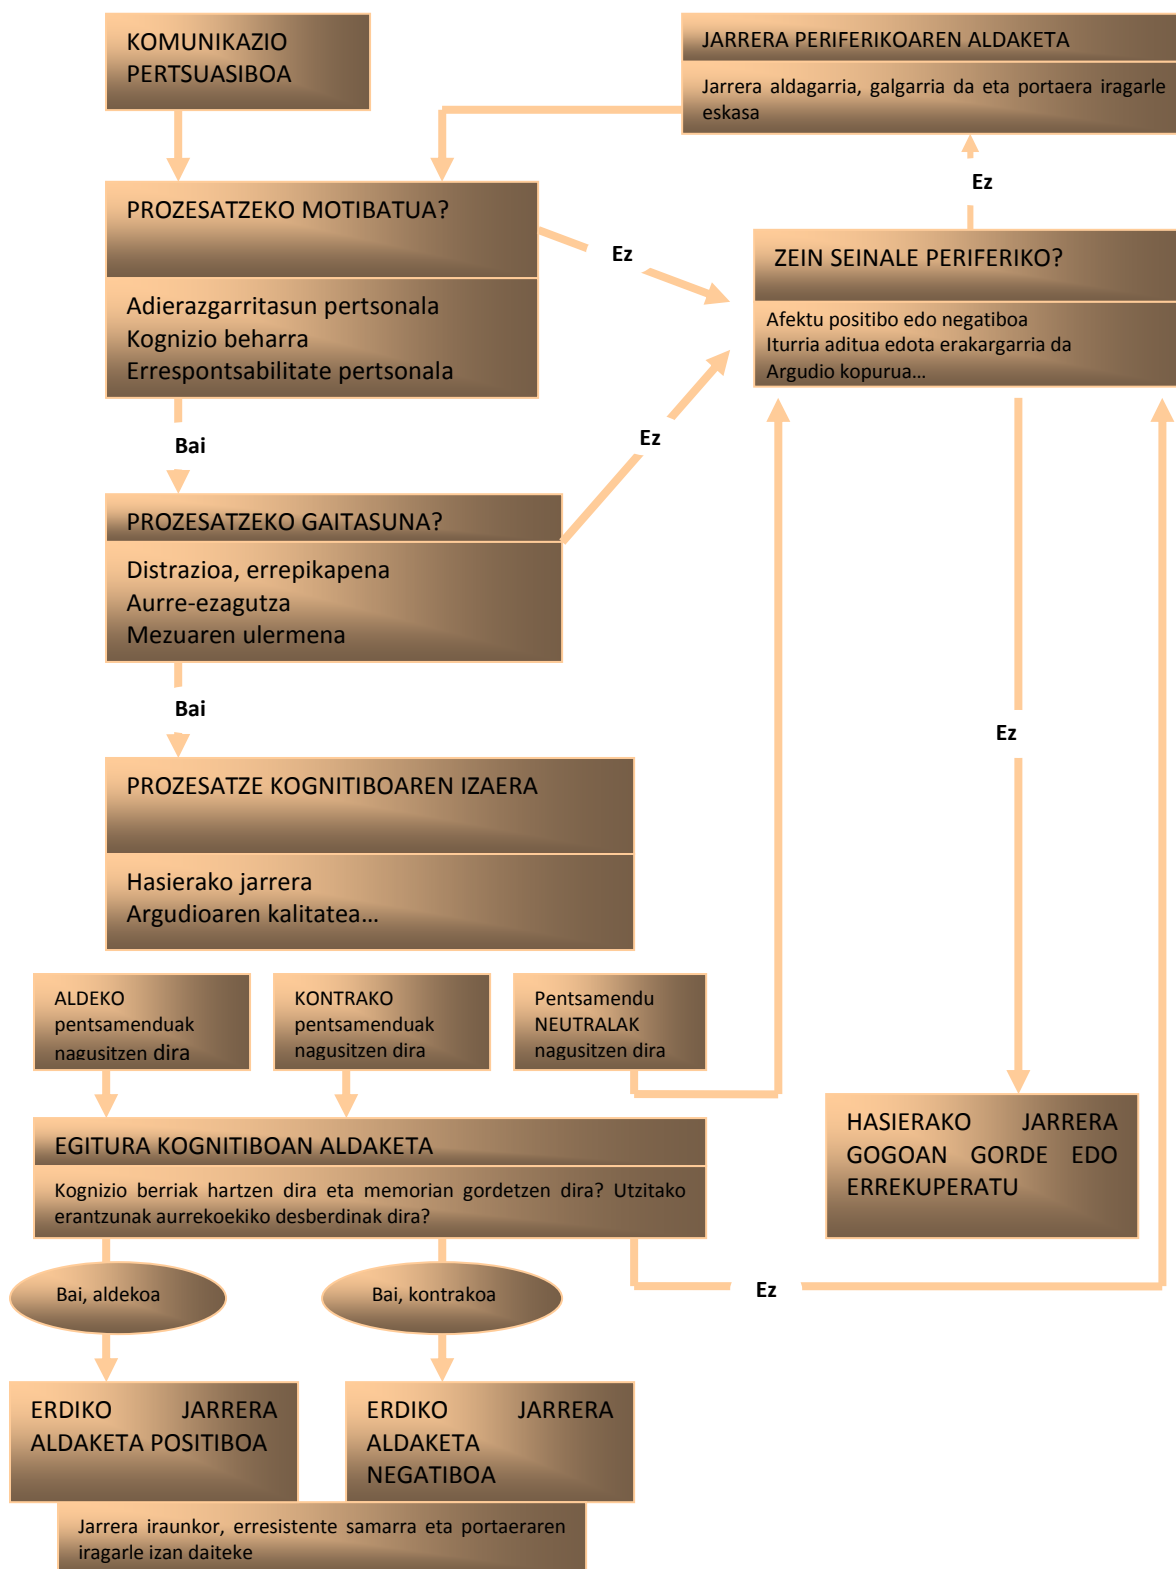 KOMUNIKAZIO
PERTSUASIBOA
JARRERA PERIFERIKOAREN ALDAKETA
Jarrera aldagarria, galgarria da eta portaera iragarle
eskasa
Ez
PROZESATZEKO MOTIBATUA?
Adierazgarritasun pertsonala
Kognizio beharra
Errespontsabilitate pertsonala
Ez
ZEIN SEINALE PERIFERIKO?
Afektu positibo edo negatiboa
Iturria aditua edota erakargarria da
Argudio kopurua...
Bai
Ez
PROZESATZEKO GAITASUNA?
Distrazioa, errepikapena
Aurre-ezagutza
Mezuaren ulermena
Bai
Ez
PROZESATZE KOGNITIBOAREN IZAERA
Hasierako jarrera
Argudioaren kalitatea...
ALDEKO
pentsamenduak
nagusitzen dira
KONTRAKO
pentsamenduak
nagusitzen dira
Pentsamendu
NEUTRALAK
nagusitzen dira
HASIERAKO JARRERA
GOGOAN GORDE EDO
ERREKUPERATU
EGITURA KOGNITIBOAN ALDAKETA
Kognizio berriak hartzen dira eta memorian gordetzen dira? Utzitako
erantzunak aurrekoekiko desberdinak dira?
Bai, aldekoa
Bai, kontrakoa
Ez
ERDIKO JARRERA
ALDAKETA POSITIBOA
ERDIKO JARRERA
ALDAKETA
NEGATIBOA
Jarrera iraunkor, erresistente samarra eta portaeraren
iragarle izan daiteke